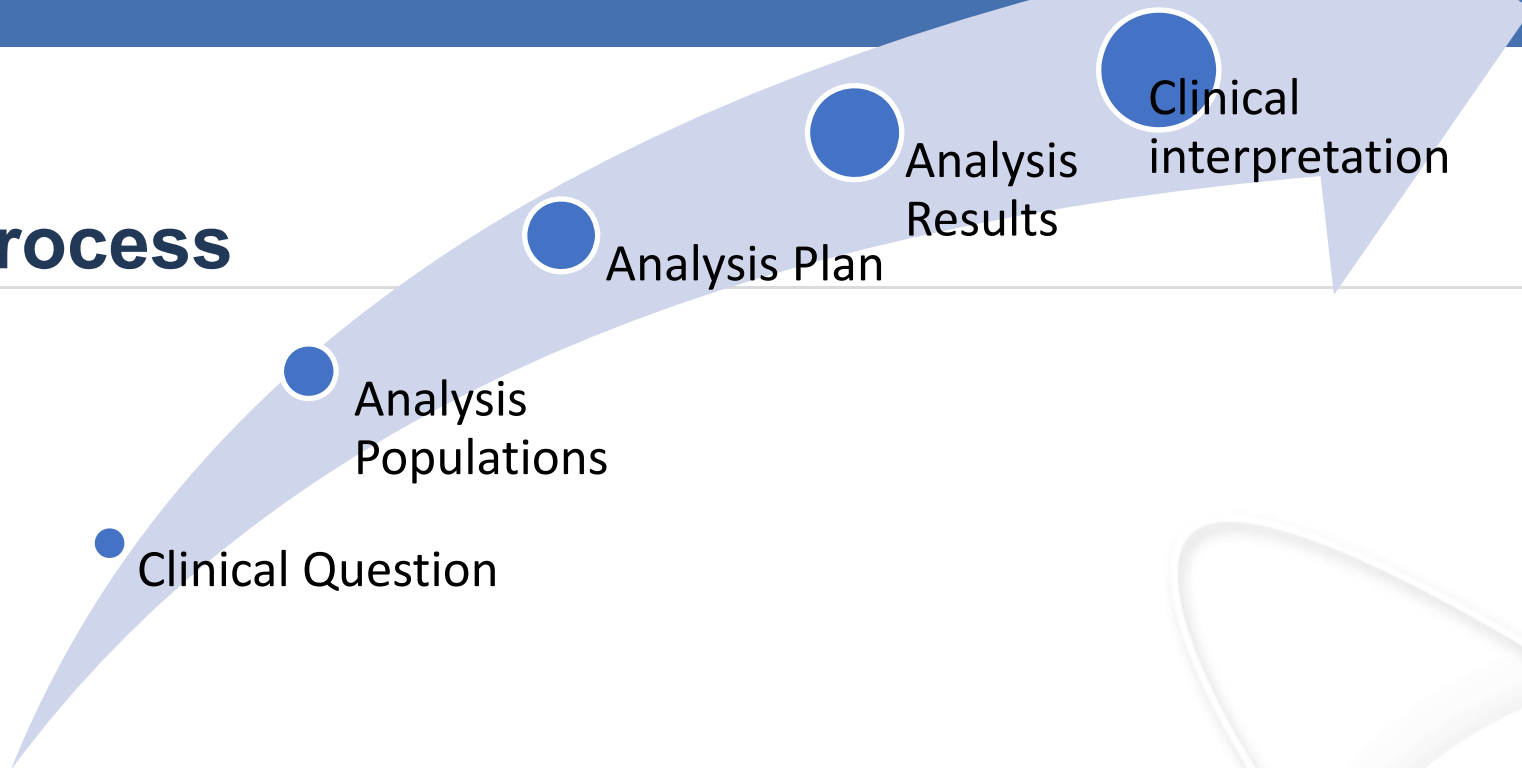 rocess
Clinical
interpretation
Analysis
Results
Analysis Plan
Analysis
Populations
Clinical Question